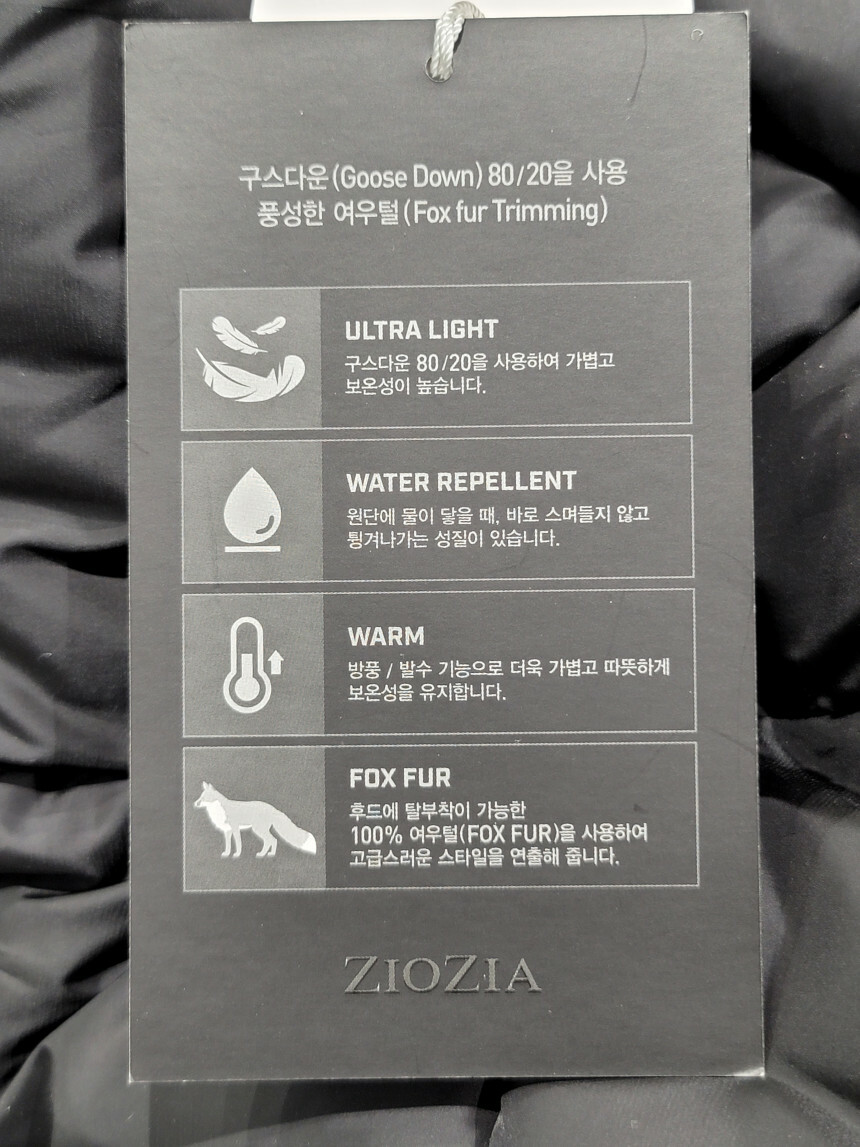 구스다운(Goose Down) 80/20을 사용
풍성한 여우털(Fox fur Trimming)
ULTRA LIGHT
구스다운 80/20을 사용하여 가볍고
보온성이 높습니다.
WATER REPELLENT
원단에 물이 닿을 때, 바로 스며들지 않고
튕겨나가는 성질이 있습니다.
WARM
방풍 / 발수 기능으로 더욱 가볍고 따뜻하게
보온성을 유지합니다.
FOX FUR
후드에 탈부착이 가능한
100% 여우털(FOX FUR)을 사용하여
고급스러운 스타일을 연출해 줍니다.
ZIOZIA